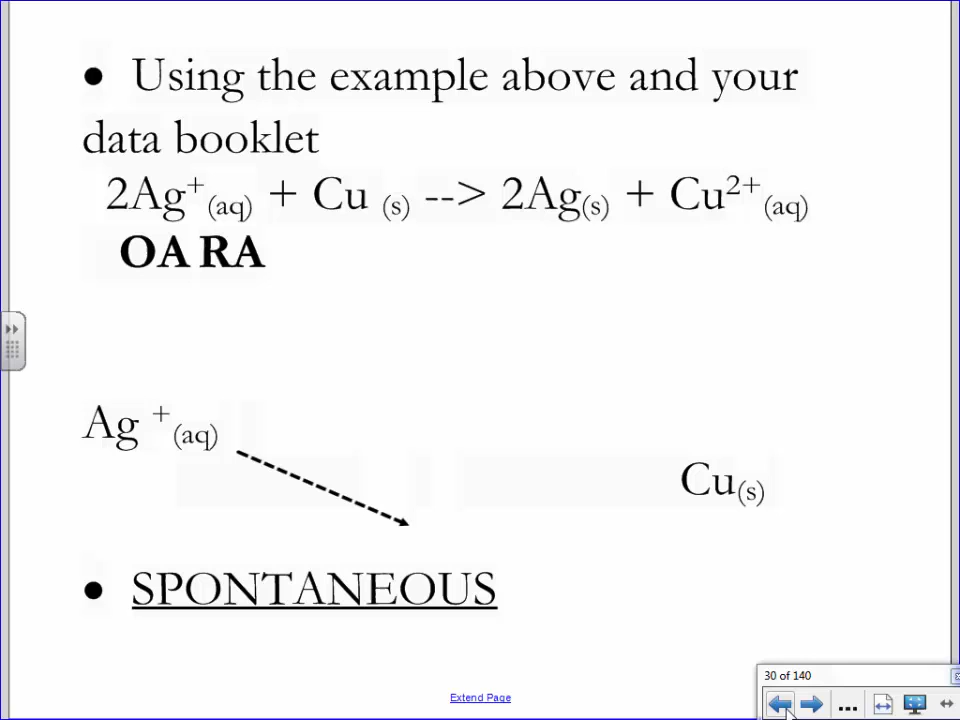 • Using the example above and your
data booklet
2Ag⁺(aq) + Cu (s) --> 2Ag(s) + Cu²⁺(aq)
OA RA
Ag ⁺(aq)
Cu(s)
• SPONTANEOUS
Extend Page
30 of 140
...